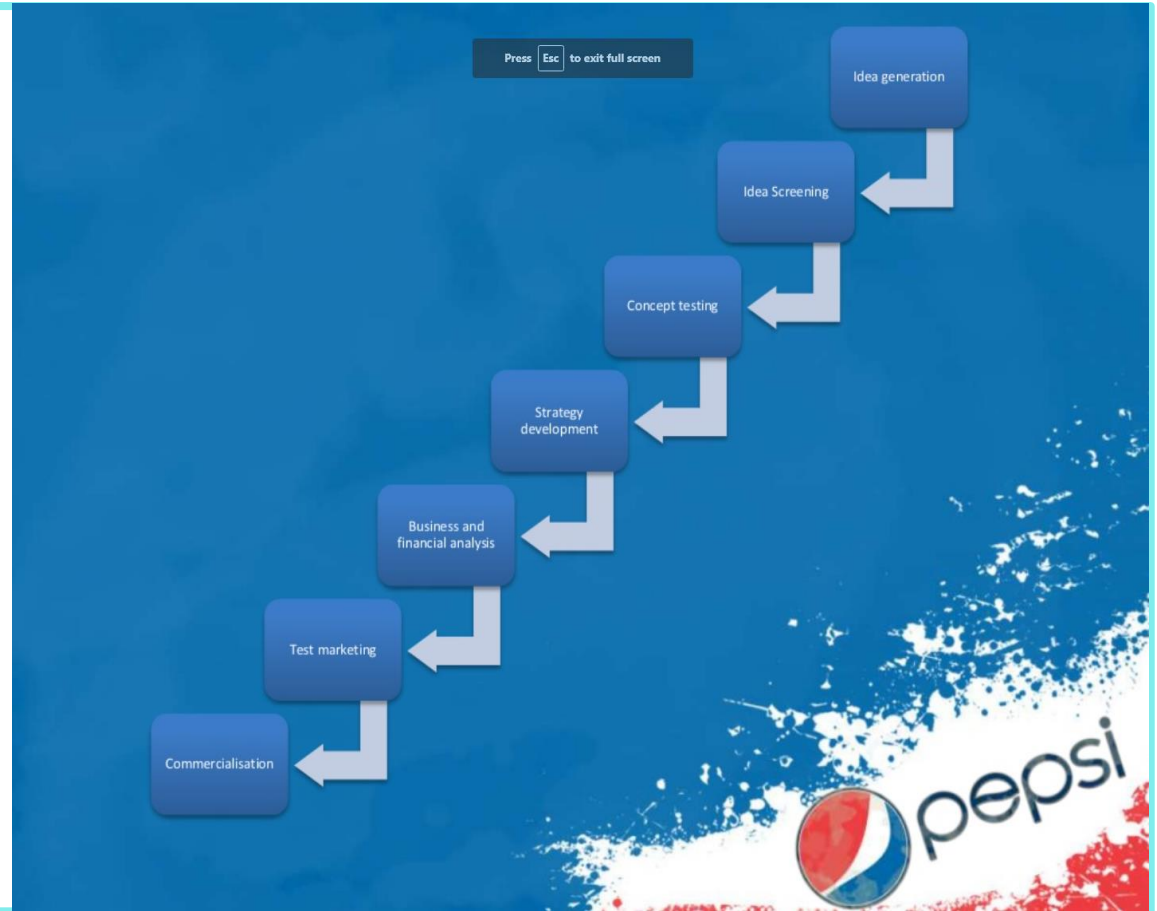 Press Esc to exit full screen
Idea generation
Idea Screening
Concept testing
Strategy
development
Business and
financial analysis
Test marketing
Commercialisation
pepsi